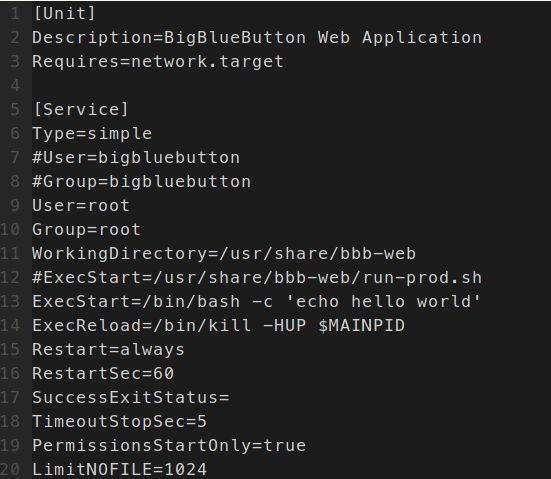 1 [Unit]
2 Description=BigBlueButton Web Application
3 Requires=network.target
4
5 [Service]
6 Type=simple
7 #User=bigbluebutton
8 #Group=bigbluebutton
9 User=root
10 Group=root
11 WorkingDirectory=/usr/share/bbb-web
12 #ExecStart=/usr/share/bbb-web/run-prod.sh
13 ExecStart=/bin/bash -c 'echo hello world'
14 ExecReload=/bin/kill -HUP $MAINPID
15 Restart=always
16 RestartSec=60
17 SuccessExitStatus=
18 TimeoutStopSec=5
19 PermissionsStartOnly=true
20 LimitNOFILE=1024